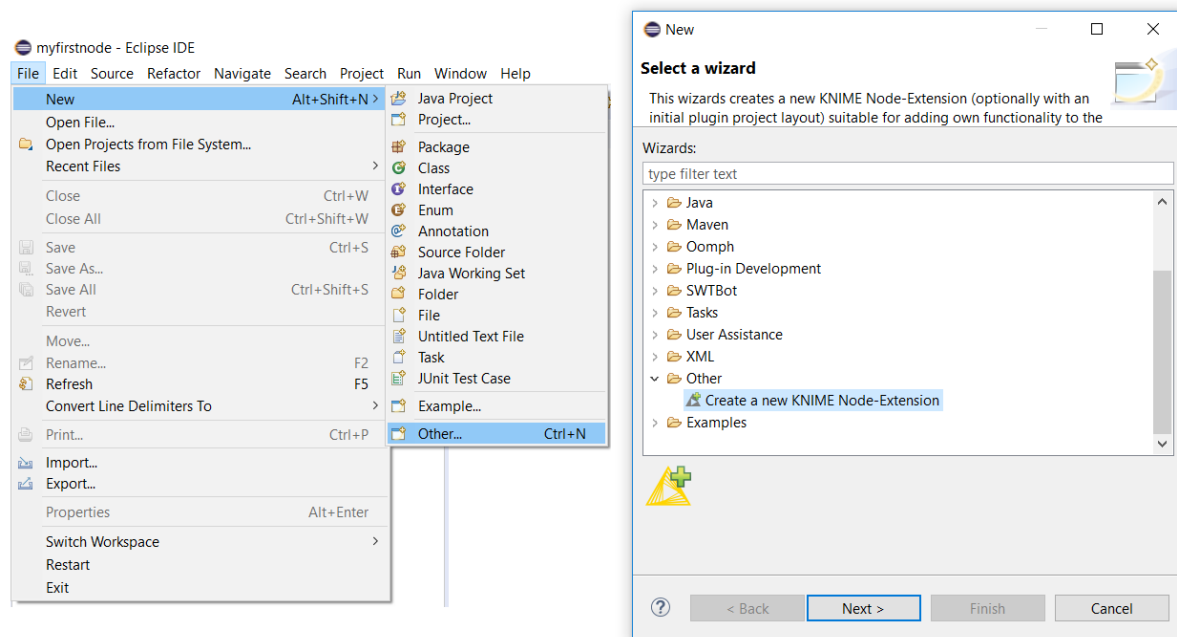 myfirstnode - Eclipse IDE
File Edit Source Refactor Navigate Search Project Run Window Help
New Alt+Shift+N >
Open File...
Open Projects from File System...
Recent Files >
Close Ctrl+W
Close All Ctrl+Shift+W
Save Ctrl+S
Save As...
Save All Ctrl+Shift+S
Revert
Move...
Rename... F2
Refresh F5
Convert Line Delimiters To >
Print... Ctrl+P
Import...
Export...
Properties Alt+Enter
Switch Workspace >
Restart
Exit
Java Project
Project...
Package
Class
Interface
Enum
Annotation
Source Folder
Java Working Set
Folder
File
Untitled Text File
Task
JUnit Test Case
Example...
Other... Ctrl+N
New
Select a wizard
This wizards creates a new KNIME Node-Extension (optionally with an
initial plugin project layout) suitable for adding own functionality to the
Wizards:
type filter text
Java
Maven
Oomph
Plug-in Development
SWTBot
Tasks
User Assistance
XML
Other
Create a new KNIME Node-Extension
Examples
? < Back Next > Finish Cancel